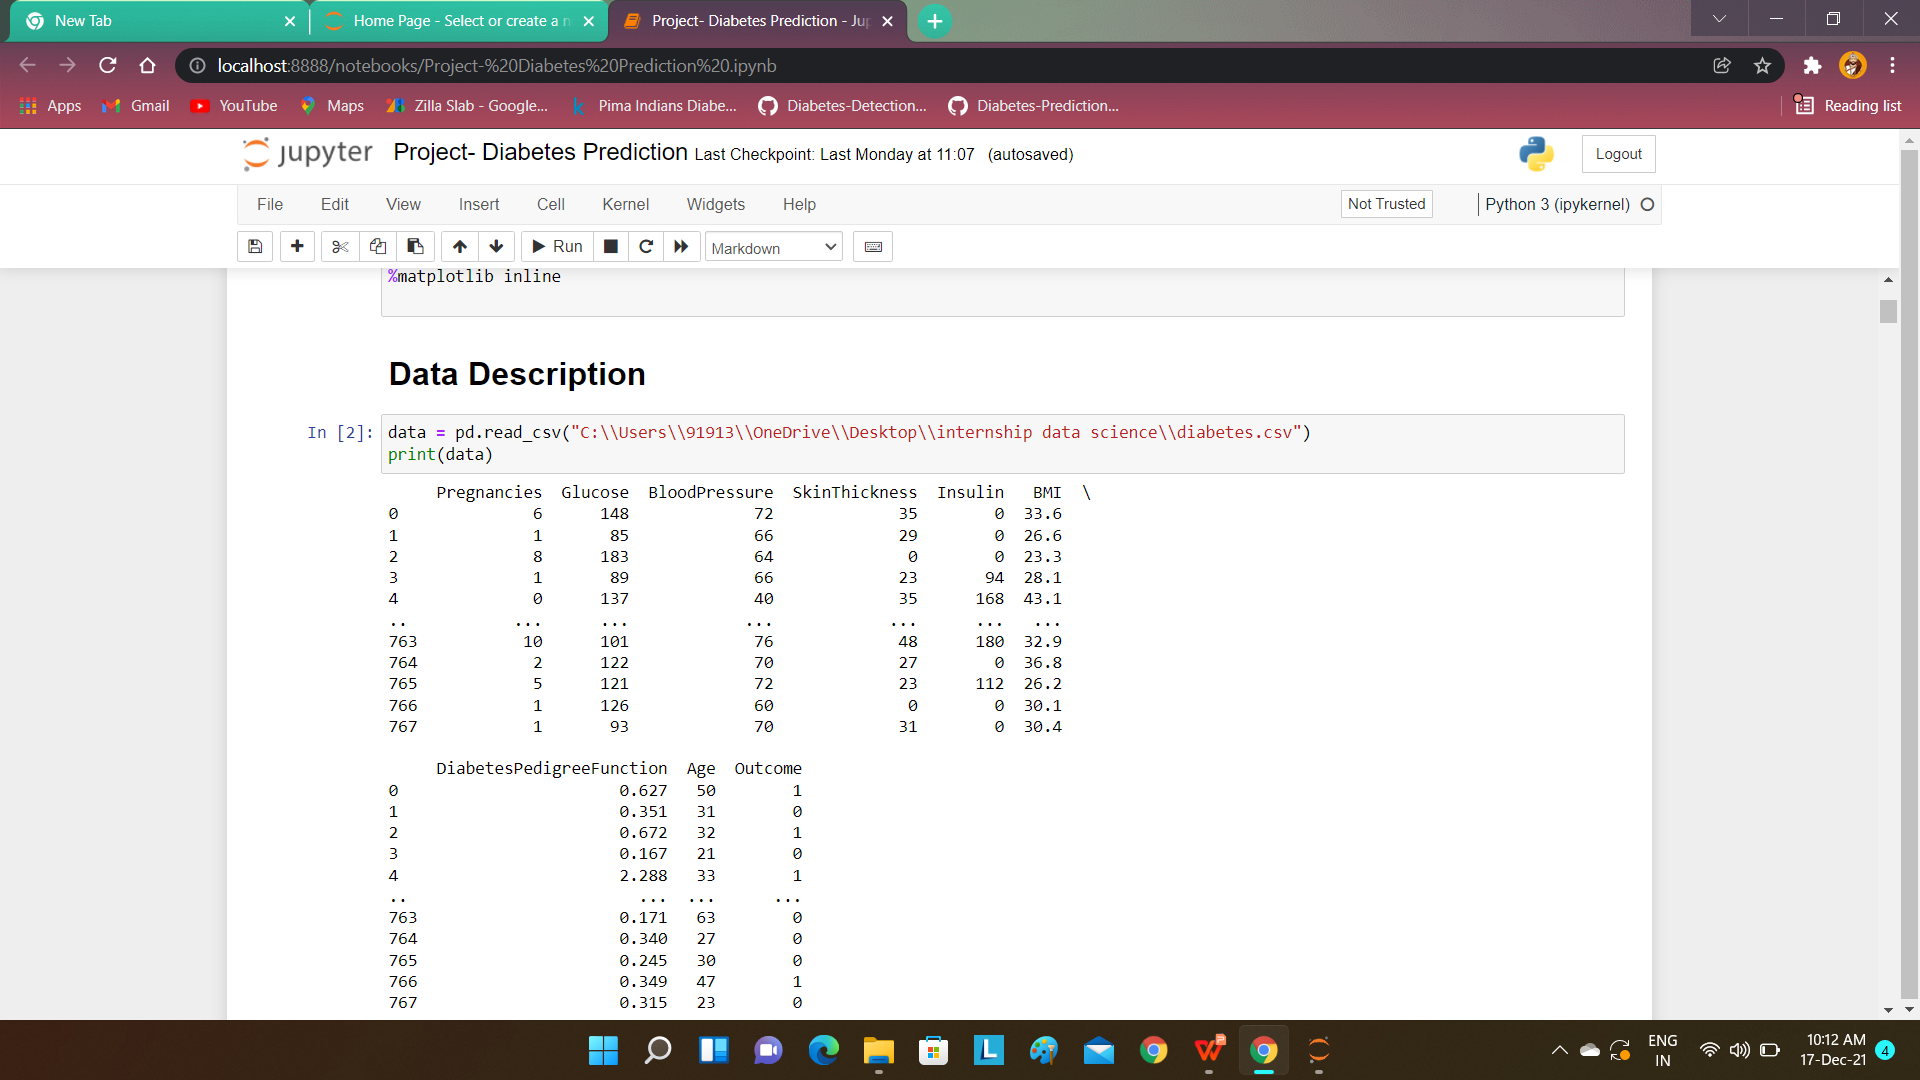 New Tab
Home Page - Select or create a n
Project- Diabetes Prediction - Jup
localhost:8888/notebooks/Project-%20Diabetes%20Prediction%20.ipynb
Apps
Gmail
YouTube
Maps
Zilla Slab - Google...
Pima Indians Diabe...
Diabetes-Detection...
Diabetes-Prediction...
Reading list
jupyter
Project- Diabetes Prediction Last Checkpoint: Last Monday at 11:07 (autosaved)
Logout
File Edit View Insert Cell Kernel Widgets Help
Not Trusted
Python 3 (ipykernel)
Run
Markdown
%matplotlib inline
Data Description
In [2]: data = pd.read_csv("C:\\Users\\91913\\OneDrive\\Desktop\\internship data science\\diabetes.csv")
print(data)
Pregnancies Glucose BloodPressure SkinThickness Insulin BMI \
0 6 148 72 35 0 33.6
1 1 85 66 29 0 26.6
2 8 183 64 0 0 23.3
3 1 89 66 23 94 28.1
4 0 137 40 35 168 43.1
.. ... ... ... ... ... ...
763 10 101 76 48 180 32.9
764 2 122 70 27 0 36.8
765 5 121 72 23 112 26.2
766 1 126 60 0 0 30.1
767 1 93 70 31 0 30.4
DiabetesPedigreeFunction Age Outcome
0 0.627 50 1
1 0.351 31 0
2 0.672 32 1
3 0.167 21 0
4 2.288 33 1
.. ... ... ...
763 0.171 63 0
764 0.340 27 0
765 0.245 30 0
766 0.349 47 1
767 0.315 23 0
ENG
IN
10:12 AM
17-Dec-21
4